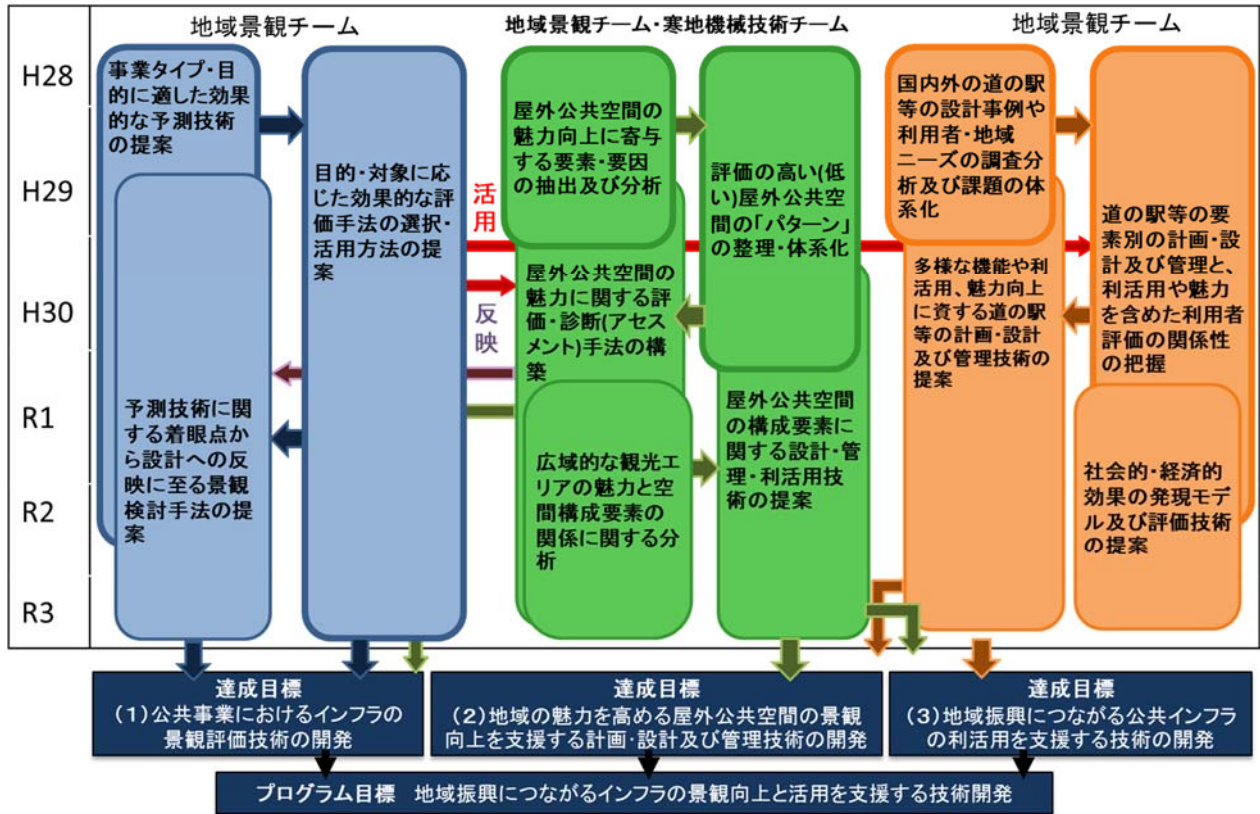 地域景観チーム
地域景観チーム・寒地機械技術チーム
地域景観チーム
H28
H29
H30
R1
R2
R3
事業タイプ・目
的に適した効果
的な予測技術
の提案
予測技術に関
する着眼点か
ら設計への反
映に至る景観
検討手法の提
案
目的・対象に応
じた効果的な評
価手法の選択・
活用方法の提
案
活用
反映
屋外公共空間の
魅力向上に寄与
する要素・要因
の抽出及び分析
屋外公共空間の
魅力に関する評
価・診断(アセス
メント)手法の構
築
広域的な観光エ
リアの魅力と空
間構成要素の
関係に関する分
析
評価の高い(低
い)屋外公共空
間の「パターン」
の整理・体系化
屋外公共空間
の構成要素に
関する設計・管
理・利活用技
術の提案
国内外の道の駅
等の設計事例や
利用者・地域
ニーズの調査分
析及び課題の体
系化
多様な機能や利
活用、魅力向上
に資する道の駅
等の計画・設計
及び管理技術の
提案
道の駅等の要
素別の計画・設
計及び管理と、
利活用や魅力
を含めた利用者
評価の関係性
の把握
社会的・経済的
効果の発現モデ
ル及び評価技術
の提案
達成目標
(1)公共事業におけるインフラの
景観評価技術の開発
達成目標
(2)地域の魅力を高める屋外公共空間の景観
向上を支援する計画・設計及び管理技術の開発
達成目標
(3)地域振興につながる公共インフラ
の利活用を支援する技術の開発
プログラム目標 地域振興につながるインフラの景観向上と活用を支援する技術開発